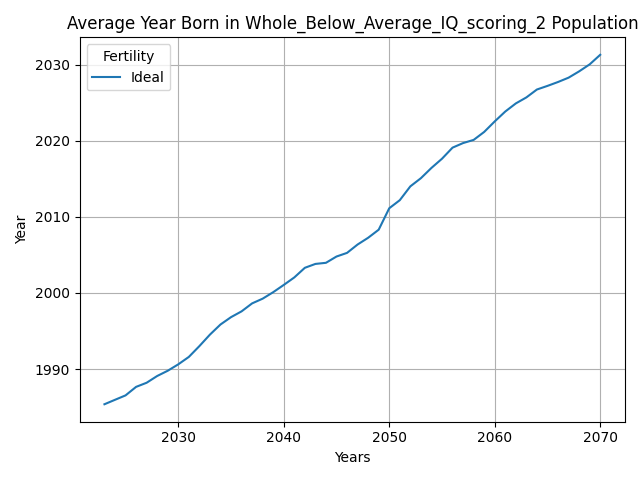 Average Year Born in Whole_Below_Average_IQ_scoring_2 Population
Fertility
Ideal
2030
2020
2010
2000
1990
Year
2030 2040 2050 2060 2070
Years